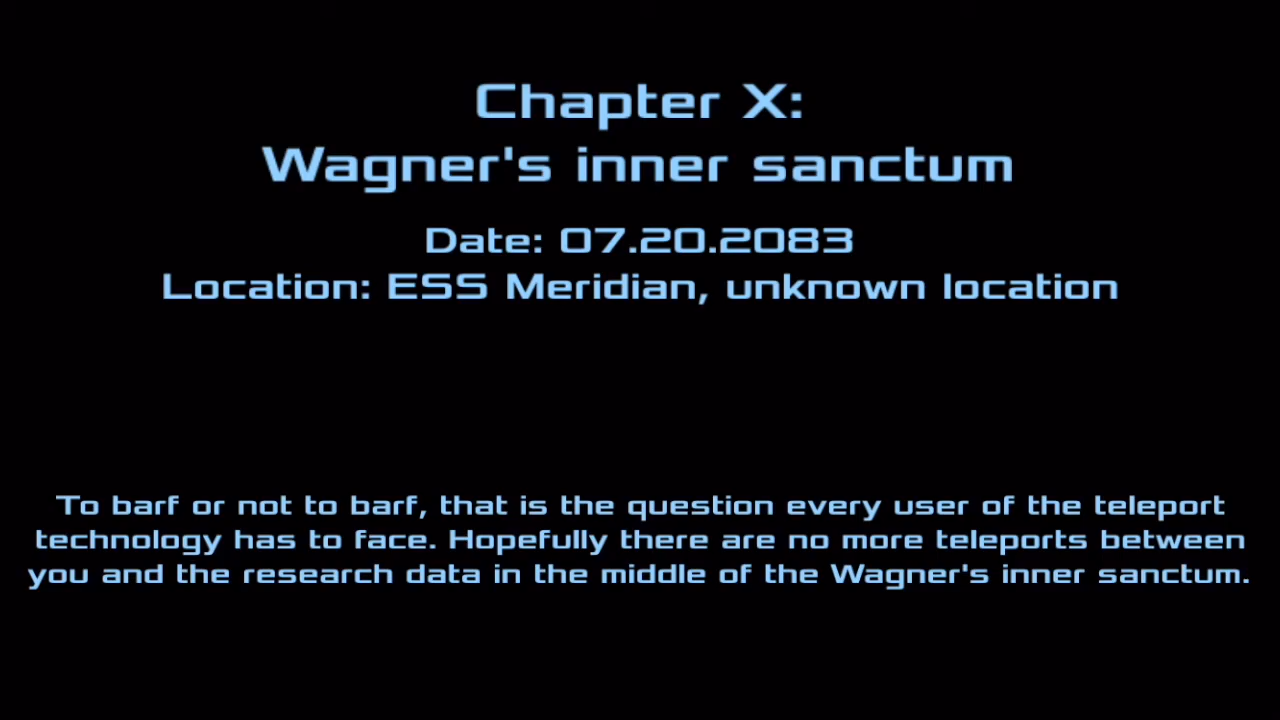 Chapter X:
Wagner's inner sanctum
Date: 07.20.2083
Location: ESS Meridian, unknown location
To barf or not to barf, that is the question every user of the teleport
technology has to face. Hopefully there are no more teleports between
you and the research data in the middle of the Wagner's inner sanctum.